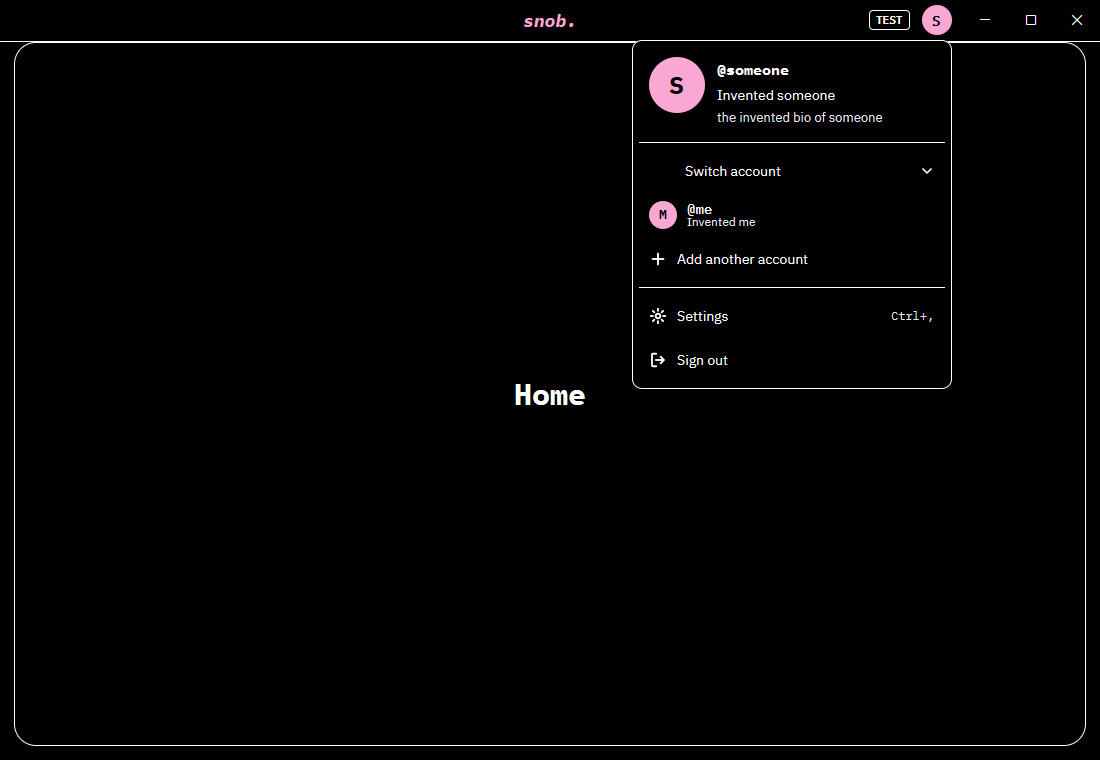 snob.
TEST
S
S
@someone
Invented someone
the invented bio of someone
Switch account
M
@me
Invented me
Add another account
Settings
Ctrl+,
Sign out
Home